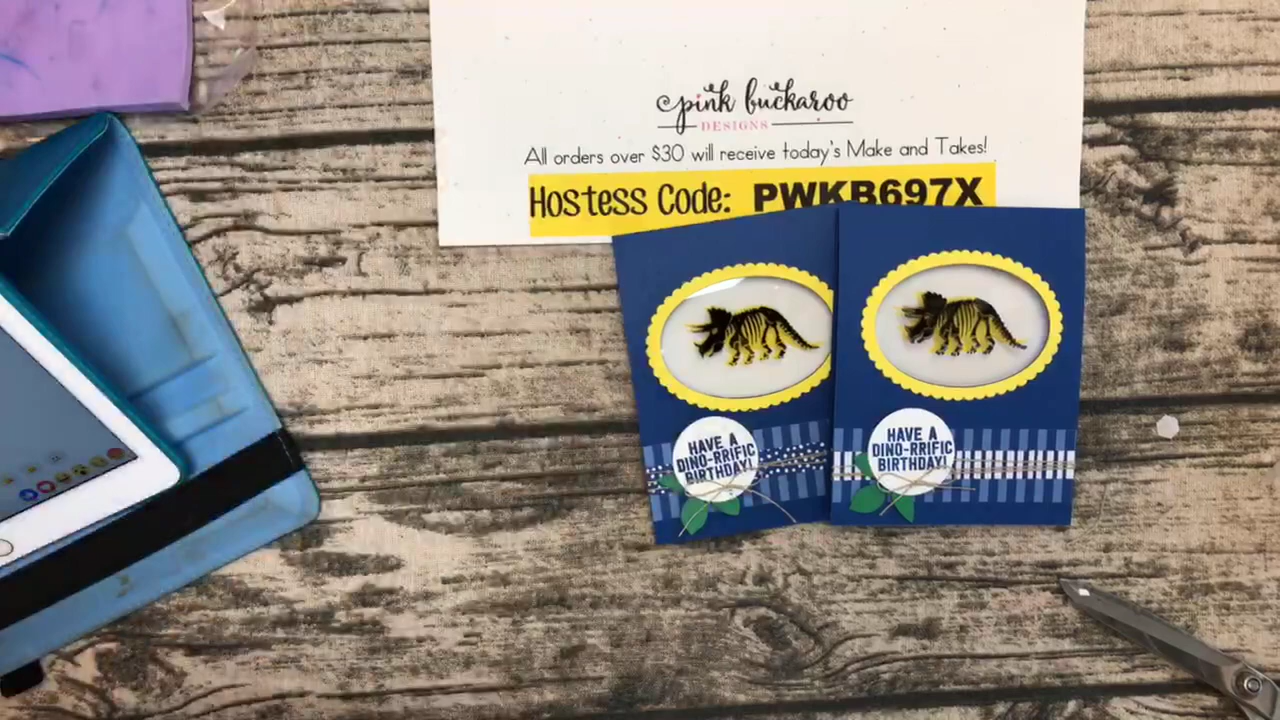 pink buckaroo
DESIGNS
All orders over $30 will receive today's Make and Takes!
Hostess Code: PWKB697X
HAVE A
DINO-RRIFIC
BIRTHDAY!
HAVE A
DINO-RRIFIC
BIRTHDAY!